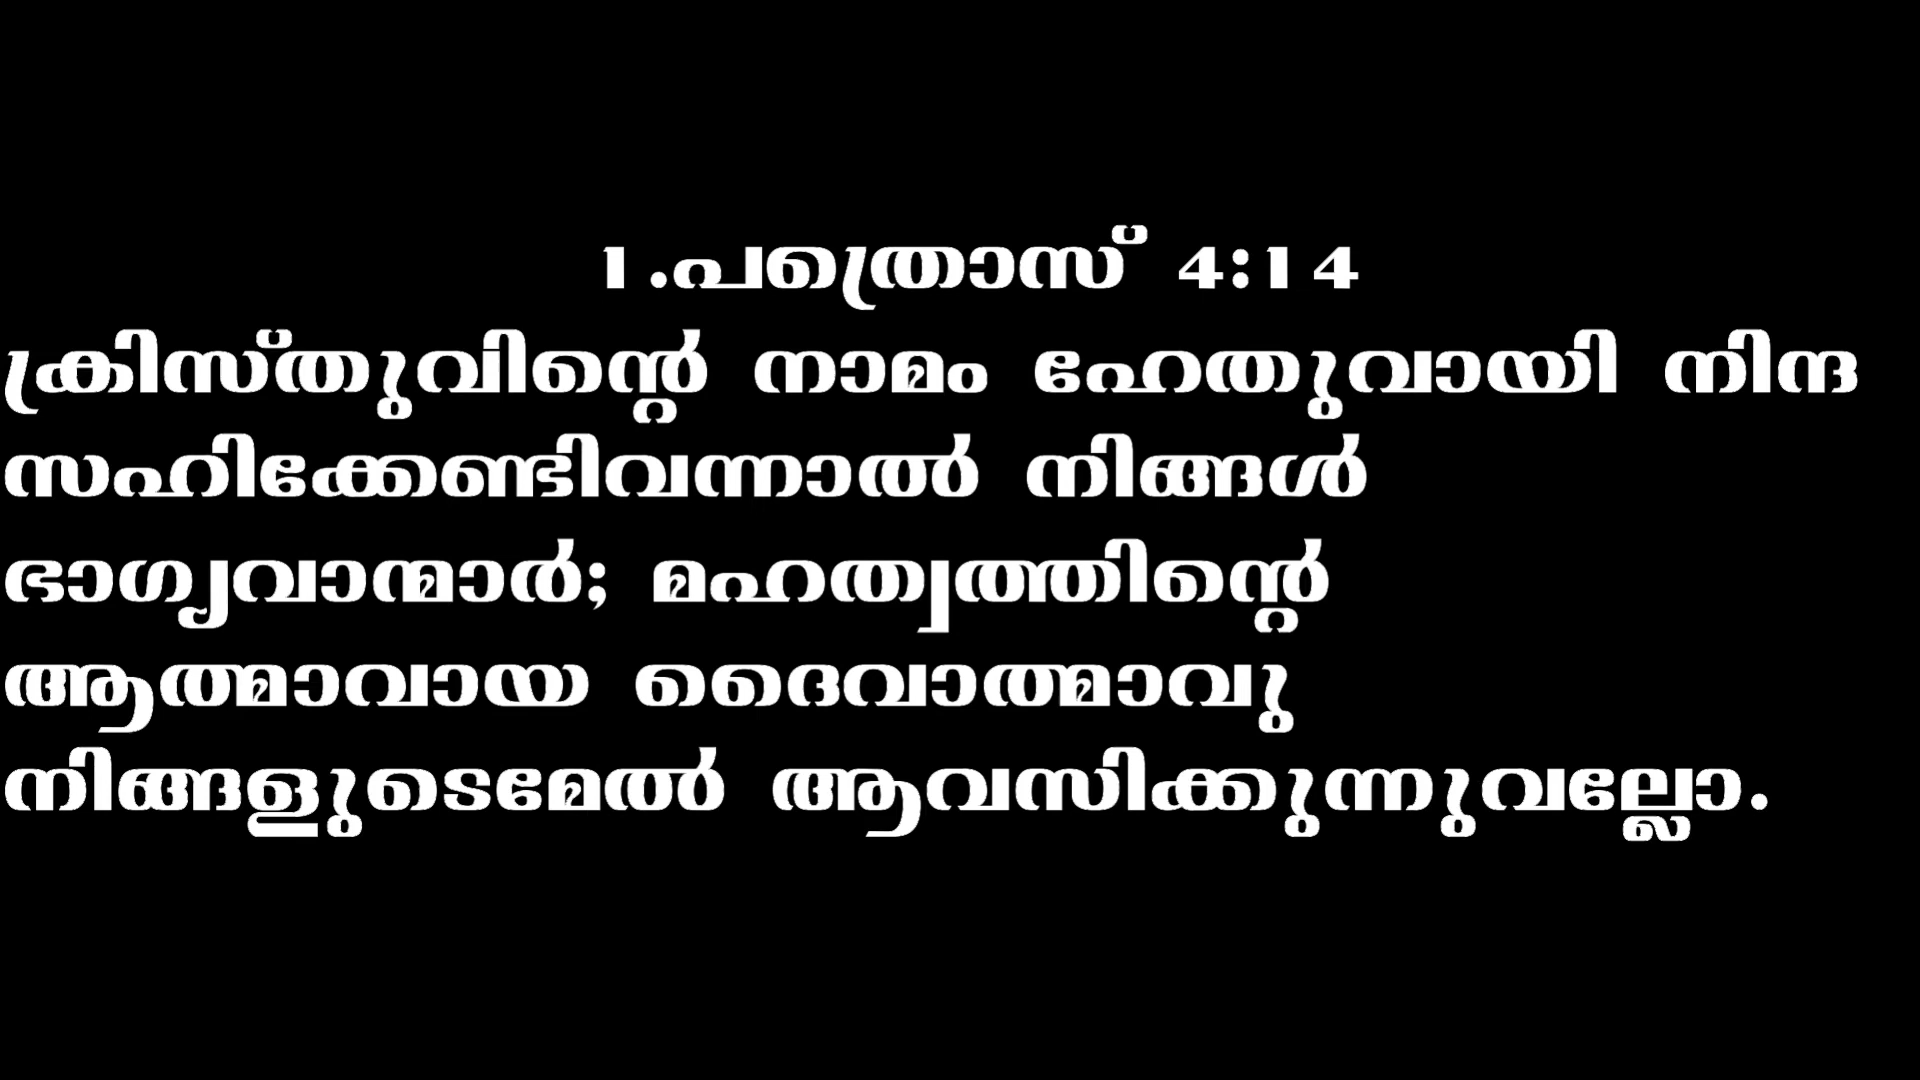 1.പത്രൊസ് 4:14
ക്രിസ്തുവിന്റെ നാമം ഹേതുവായി നിന്ദ
സഹിക്കേണ്ടിവന്നാൽ നിങ്ങൾ
ഭാഗ്യവാന്മാർ; മഹത്വത്തിന്റെ
ആത്മാവായ ദൈവാത്മാവു
നിങ്ങളുടെമേൽ ആവസിക്കുന്നുവല്ലോ.